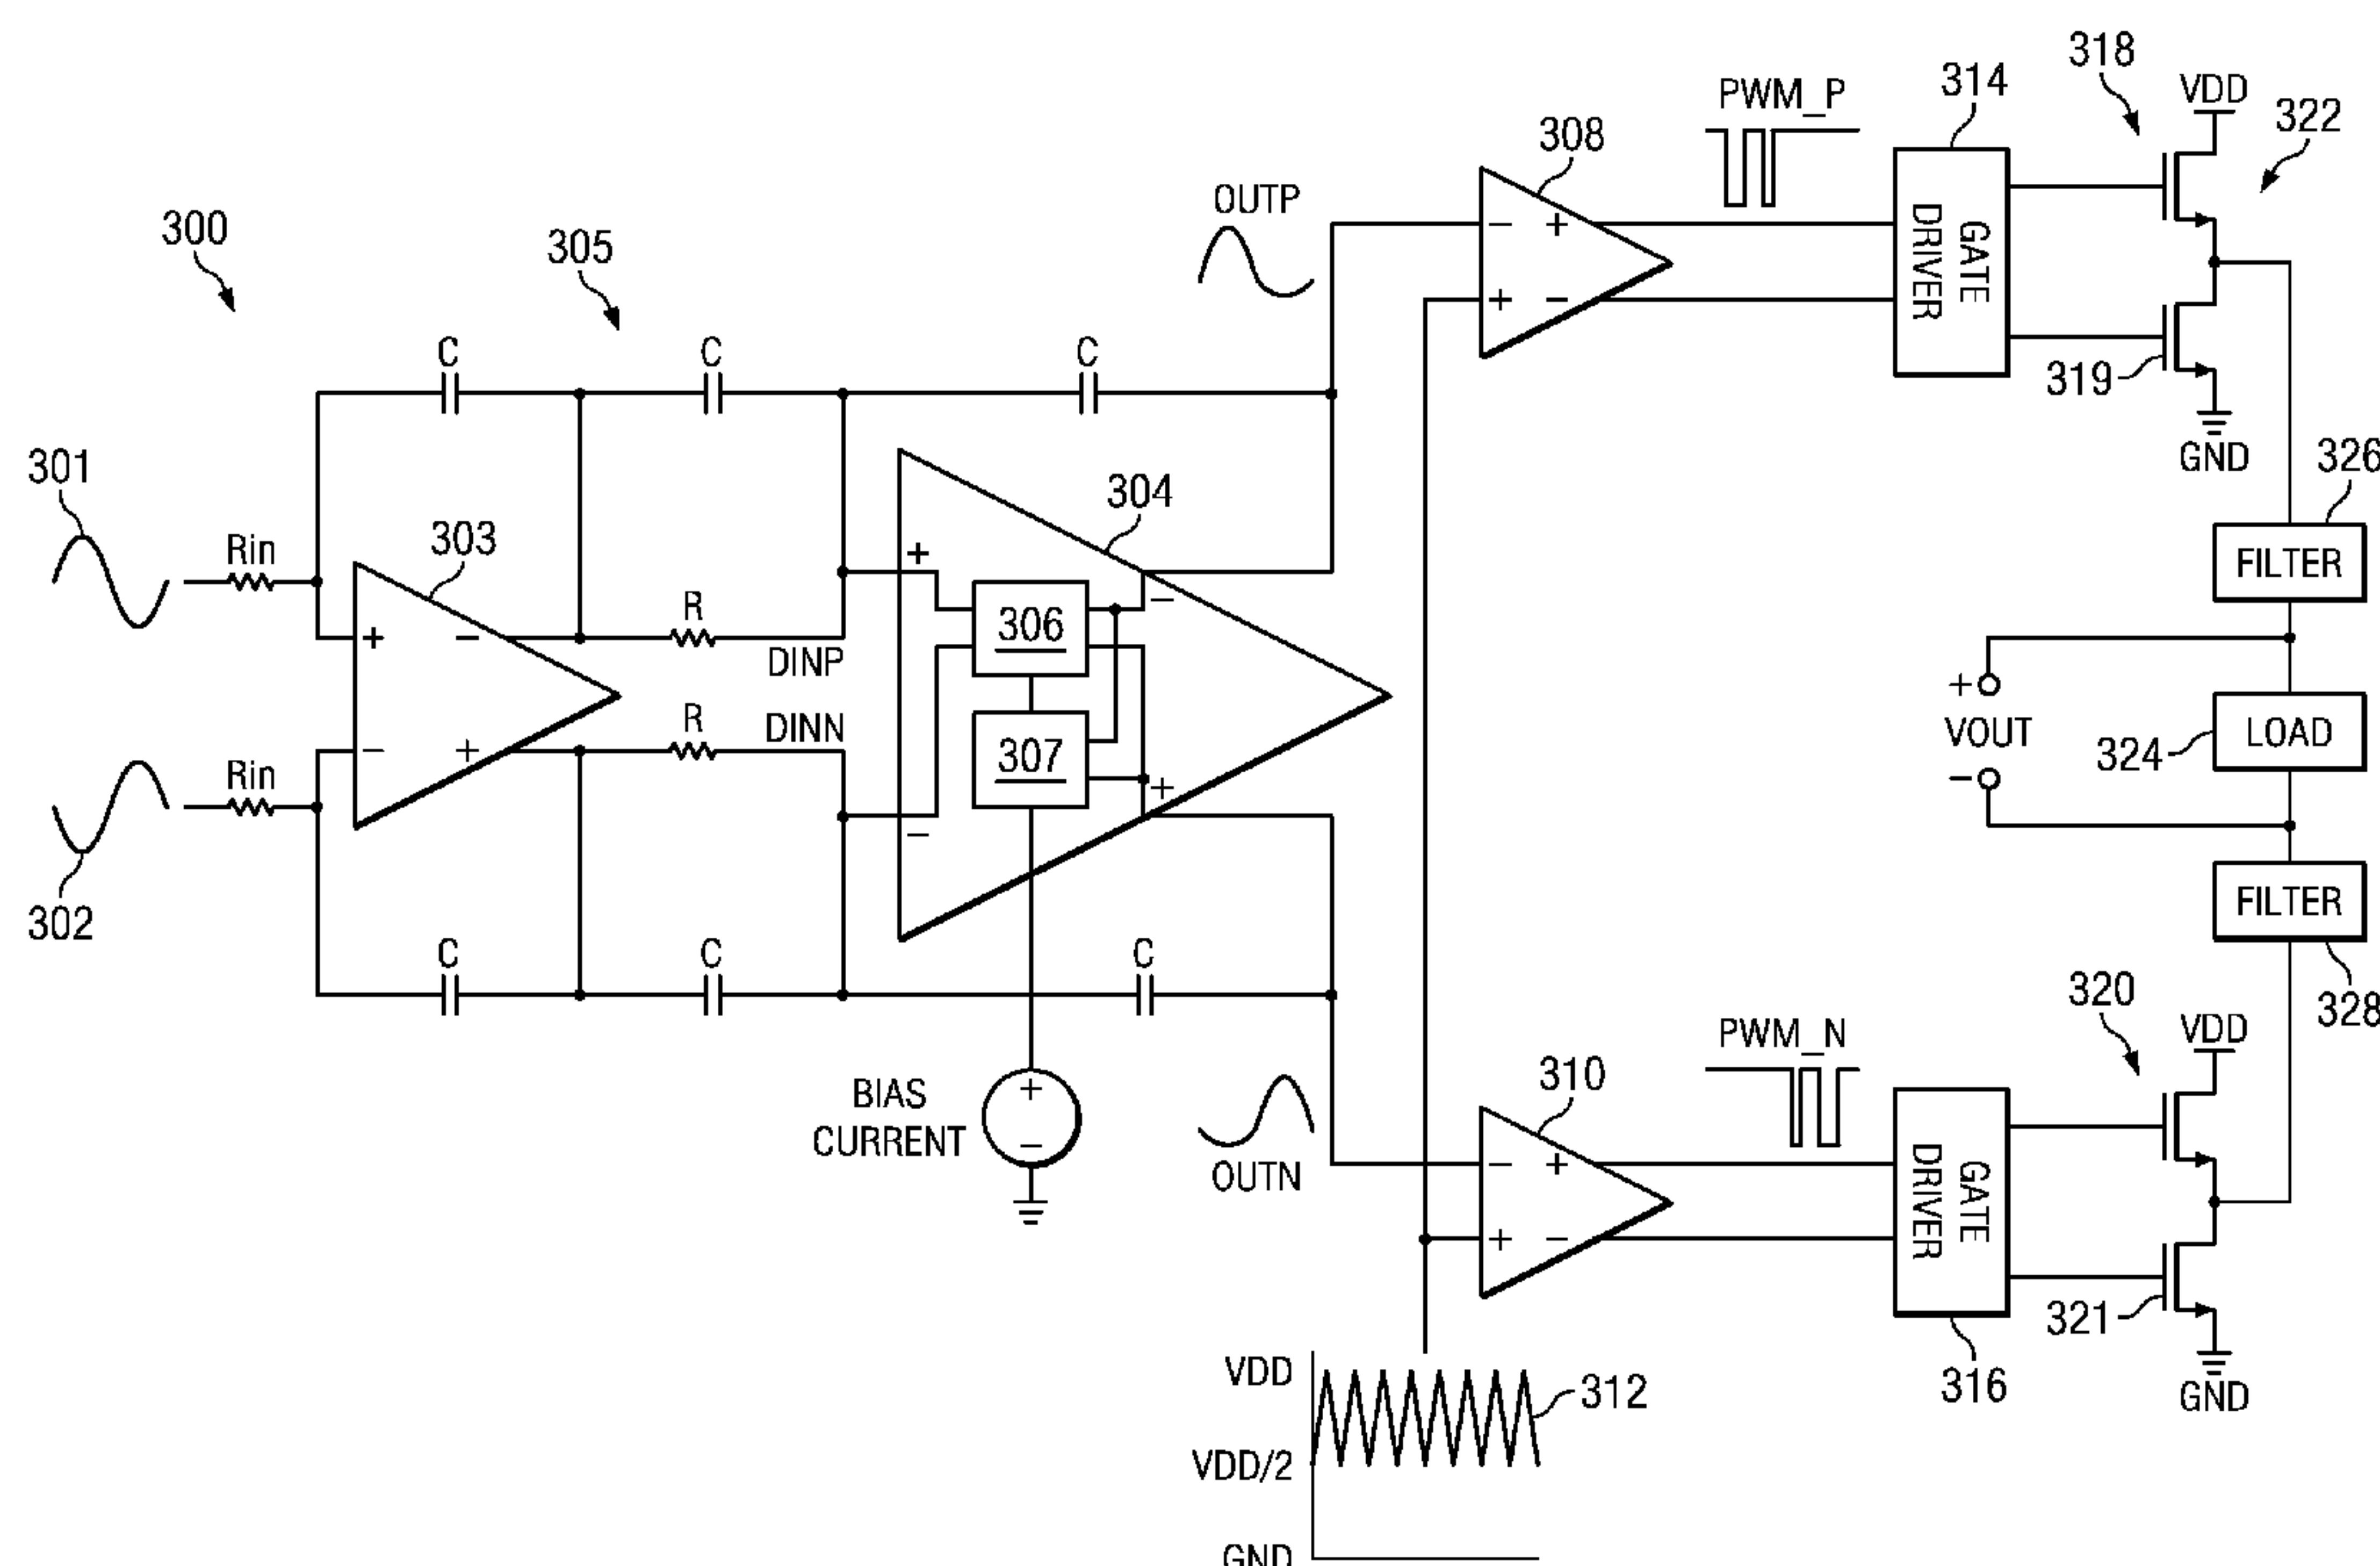 318
314
VDD
PWM_P
322
308
OUTP
300
305
GATE
DRIVER
+
−
+
−
C
C
C
319
GND
301
326
304
303
Rin
FILTER
+
R
306
+
−
−
DINP
+
R
DINN
VOUT
LOAD
324
−
307
−
+
+
Rin
−
FILTER
302
C
C
C
320
328
VDD
PWM_N
310
BIAS
CURRENT
+
−
OUTN
GATE
DRIVER
−
+
+
−
321
VDD
312
316
GND
VDD/2
GND